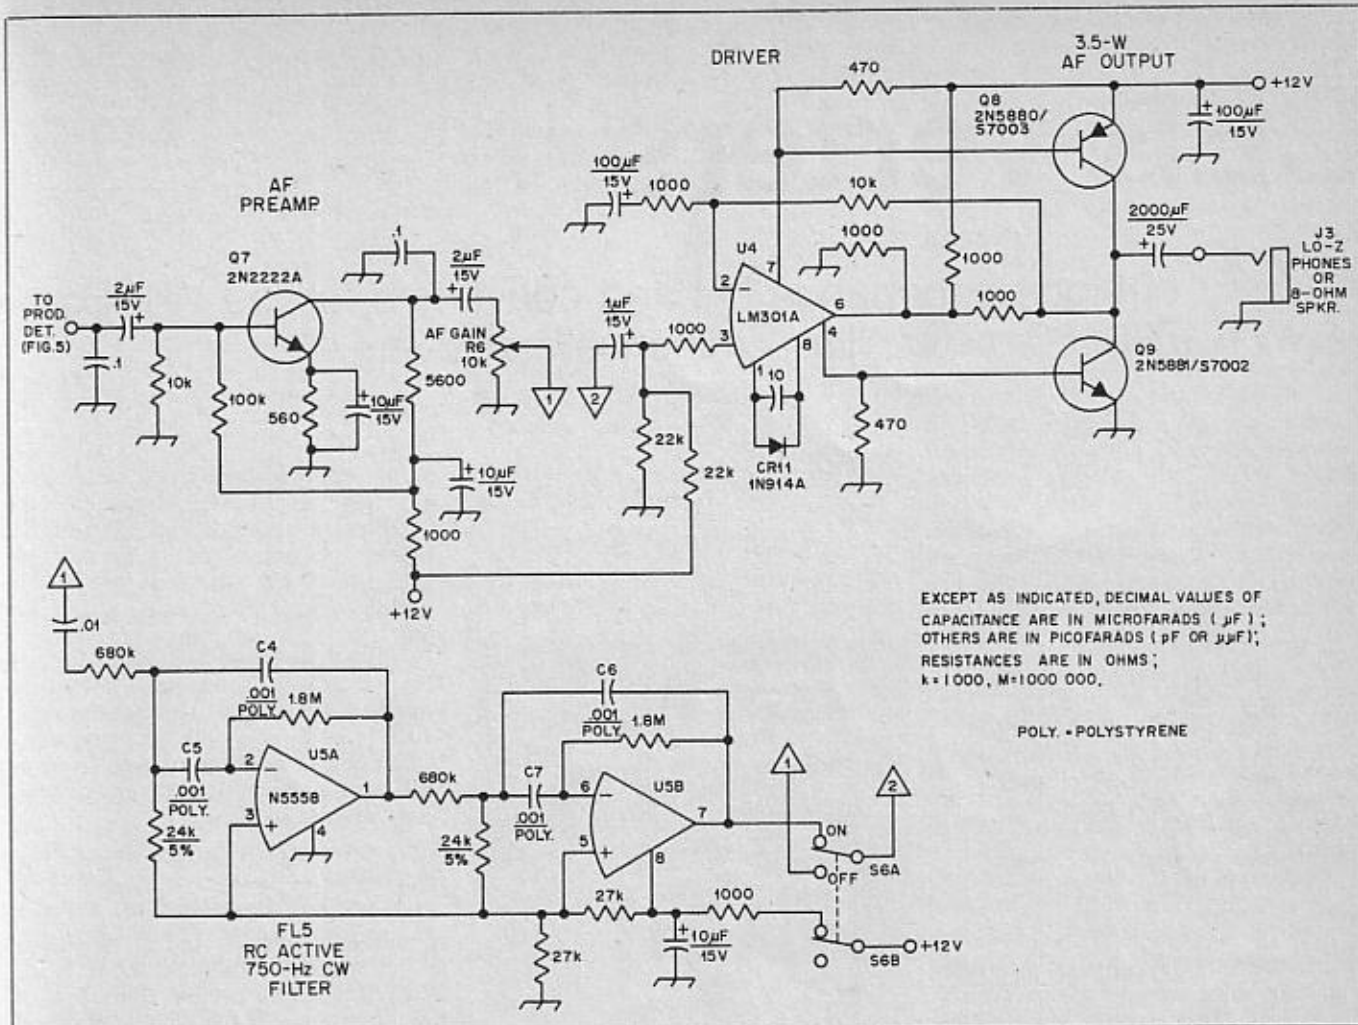 DRIVER
3.5-W
AF OUTPUT
470
+12V
Q8
2N5880/
S7003
100µF
15V
100µF
15V
1000
10k
AF
PREAMP.
2000µF
25V
J3
LO-Z
PHONES
OR
8-OHM
SPKR.
.1
U4
7
1000
1000
Q7
2N2222A
2µF
15V
TO
PROD.
DET.
(FIG.5)
2µF
15V
1µF
15V
2
−
LM301A
6
1000
1000
3
+
4
8
1
AF GAIN
R6
10k
Q9
2N5881/S7002
.1
10k
100k
560
10µF
15V
5600
1
2
10
470
22k
22k
CR11
1N914A
10µF
15V
1000
+12V
1
.01
EXCEPT AS INDICATED, DECIMAL VALUES OF
CAPACITANCE ARE IN MICROFARADS ( µF ) ;
OTHERS ARE IN PICOFARADS ( pF OR µµF);
RESISTANCES ARE IN OHMS ;
k=1000, M=1000 000.
POLY. = POLYSTYRENE
680k
C4
.001
POLY.
1.8M
C6
.001
POLY.
1.8M
C5
.001
POLY.
2
−
U5A
N5558
1
3
+
4
680k
C7
.001
POLY.
6
−
U5B
7
5
+
8
24k
5%
24k
5%
1
2
ON
OFF
S6A
27k
1000
27k
10µF
15V
+12V
S6B
FL5
RC ACTIVE
750-Hz CW
FILTER